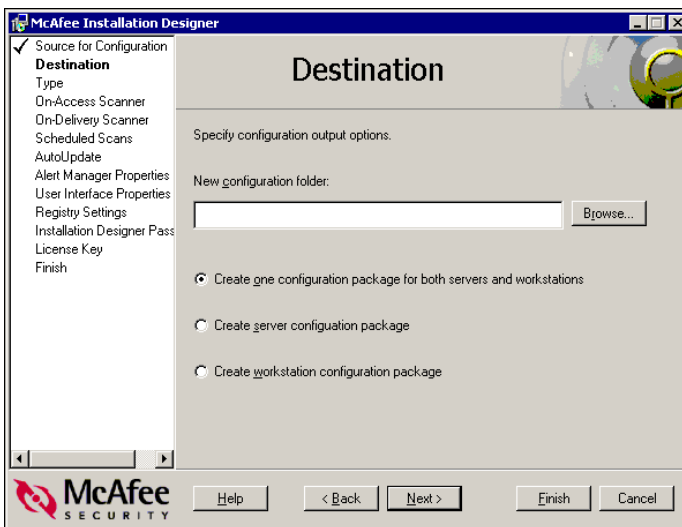 McAfee Installation Designer
Source for Configuration
Destination
Type
On-Access Scanner
On-Delivery Scanner
Scheduled Scans
AutoUpdate
Alert Manager Properties
User Interface Properties
Registry Settings
Installation Designer Pass
License Key
Finish
Destination
Specify configuration output options.
New configuration folder:
Browse...
Create one configuration package for both servers and workstations
Create server configuation package
Create workstation configuration package
McAfee
SECURITY
Help
< Back
Next >
Finish
Cancel